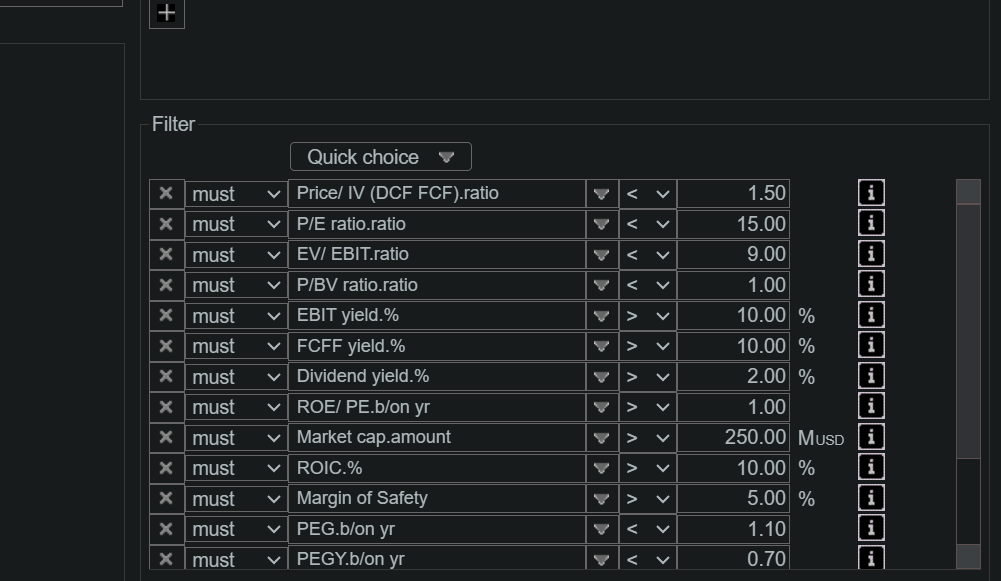 +
Filter
Quick choice
× must Price/ IV (DCF FCF).ratio < 1.50 i
× must P/E ratio.ratio < 15.00 i
× must EV/ EBIT.ratio < 9.00 i
× must P/BV ratio.ratio < 1.00 i
× must EBIT yield.% > 10.00 % i
× must FCFF yield.% > 10.00 % i
× must Dividend yield.% > 2.00 % i
× must ROE/ PE.b/on yr > 1.00 i
× must Market cap.amount > 250.00 MUSD i
× must ROIC.% > 10.00 % i
× must Margin of Safety > 5.00 % i
× must PEG.b/on yr < 1.10 i
× must PEGY.b/on yr < 0.70 i